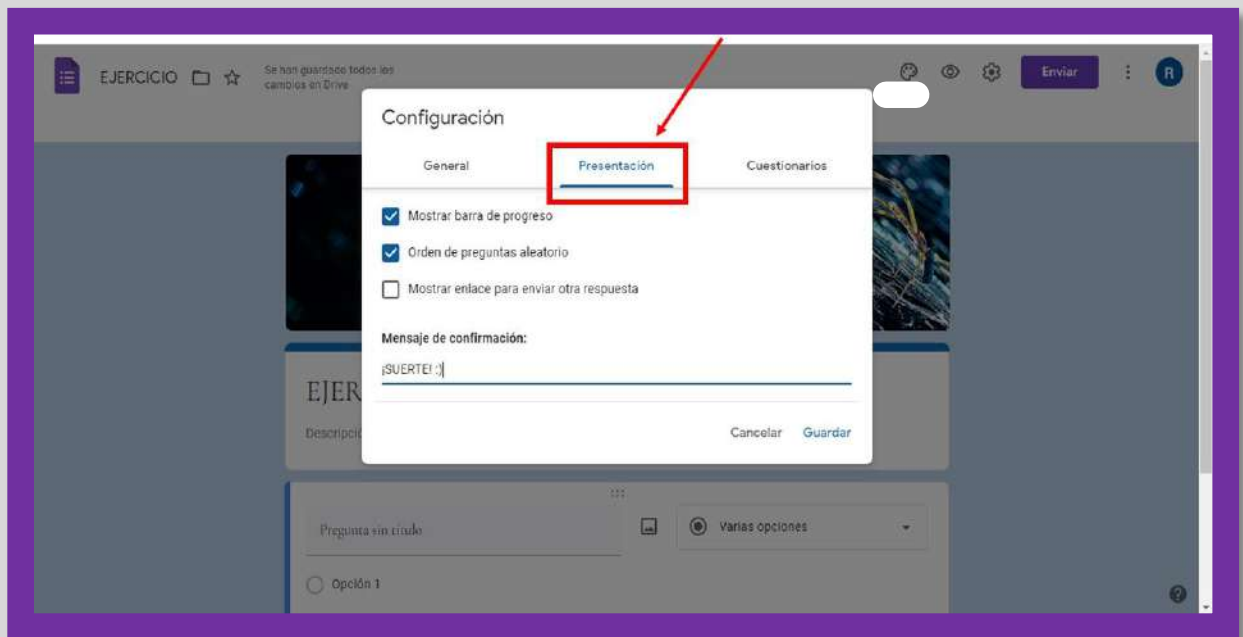 EJERCICIO
Se han guardado todos los
cambios en Drive
Enviar
R
Configuración
General
Presentación
Cuestionarios
Mostrar barra de progreso
Orden de preguntas aleatorio
Mostrar enlace para enviar otra respuesta
Mensaje de confirmación:
¡SUERTE! :)
Cancelar
Guardar
EJER
Descripció
Pregunta sin título
Varias opciones
Opción 1